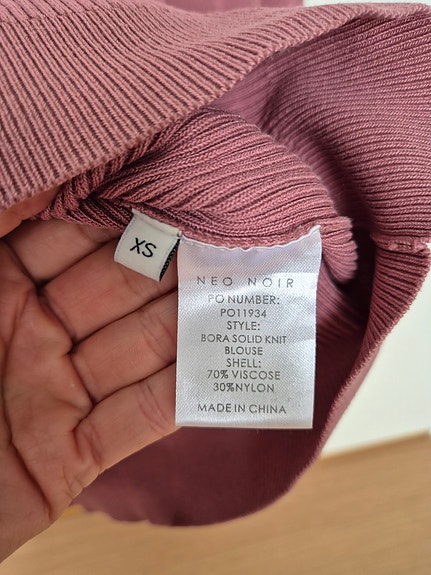 XS
NEO NOIR
PO NUMBER:
PO11934
STYLE:
BORA SOLID KNIT
BLOUSE
SHELL:
70% VISCOSE
30%NYLON
MADE IN CHINA